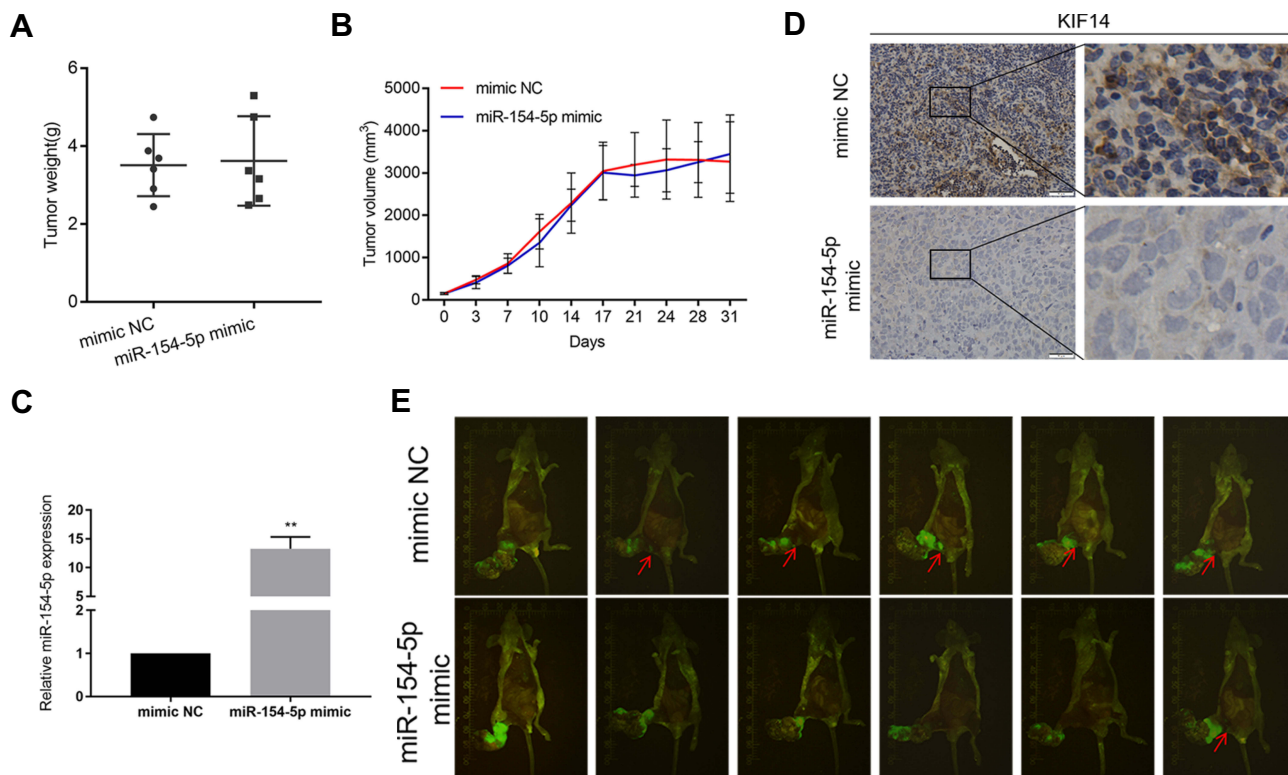 A
Tumor weight(g)
6
4
2
0
mimic NC
miR-154-5p mimic
B
mimic NC
miR-154-5p mimic
Tumor volume (mm³)
5000
4000
3000
2000
1000
0
0 3 7 10 14 17 21 24 28 31
Days
C
Relative miR-154-5p expression
20
15
10
5
2
1
0
**
mimic NC miR-154-5p mimic
D
KIF14
mimic NC
miR-154-5p
mimic
E
mimic NC
miR-154-5p
mimic